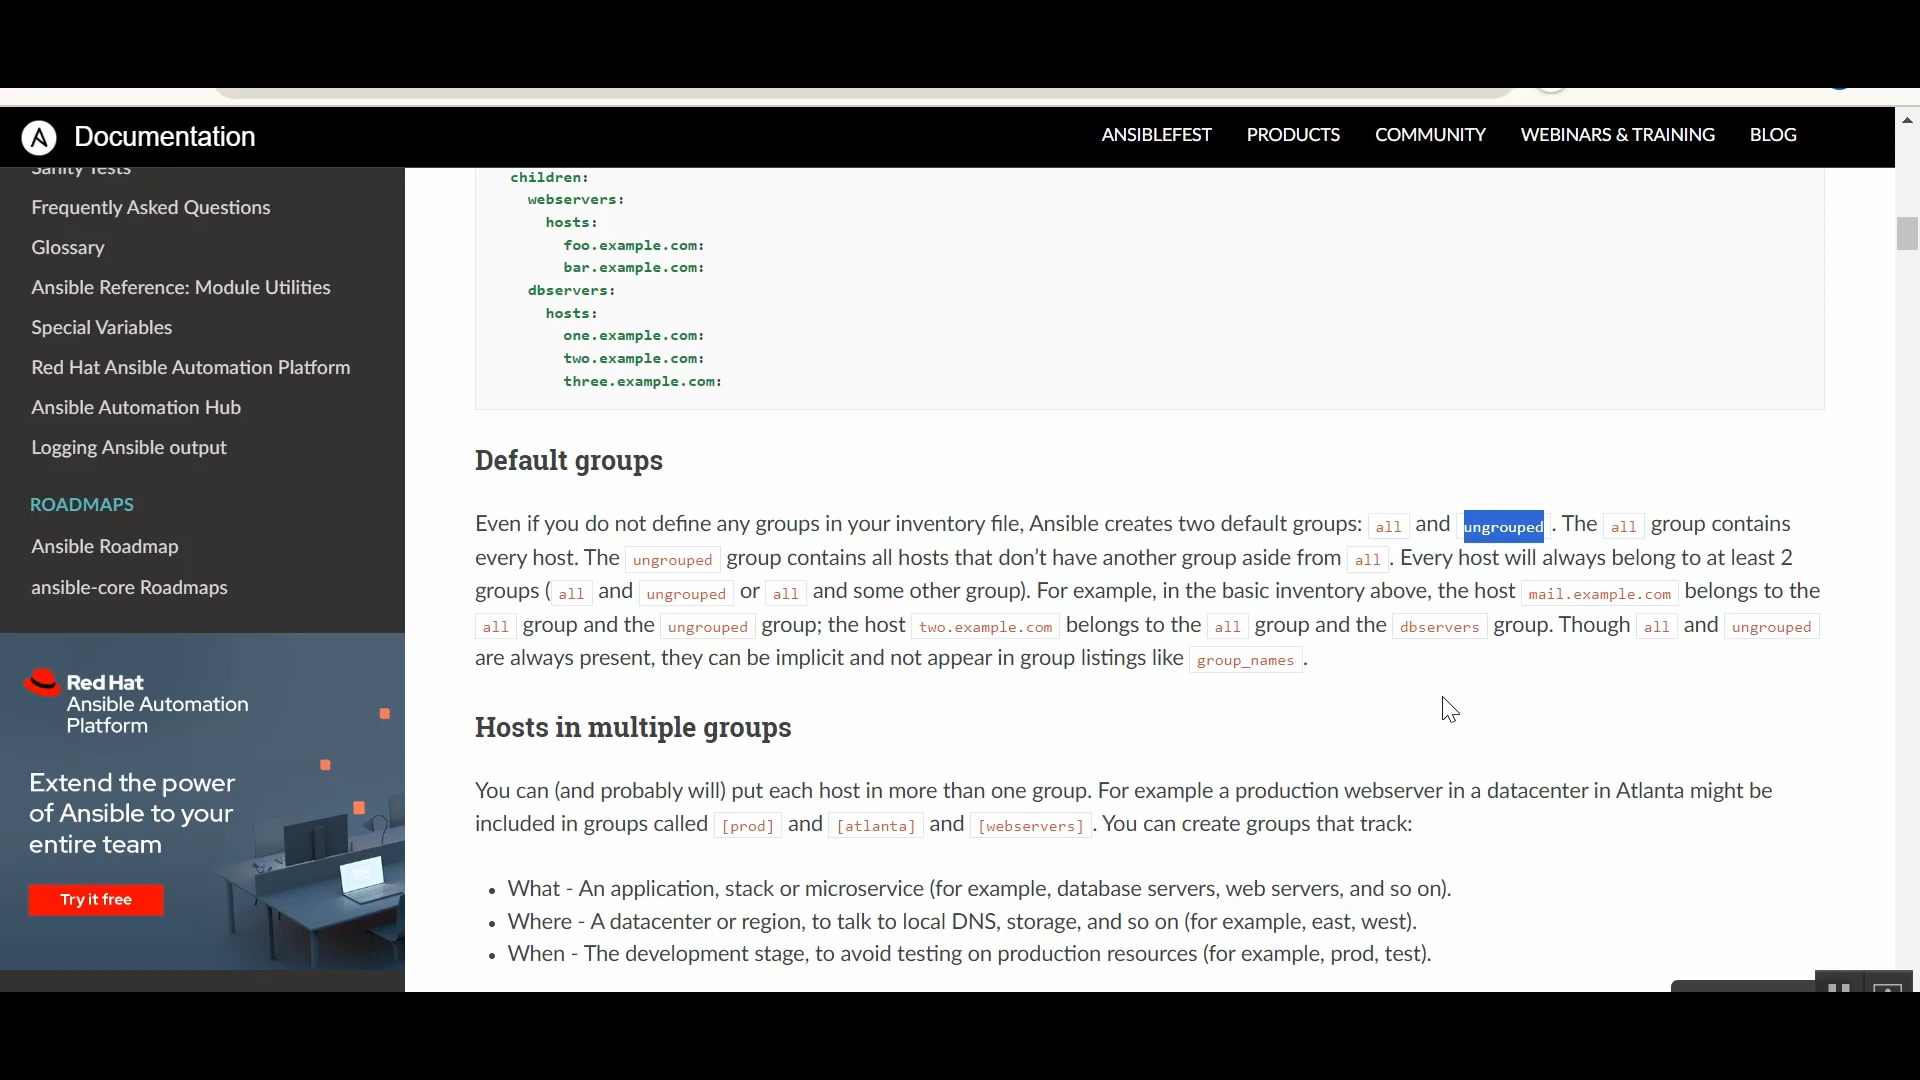 Documentation
ANSIBLEFEST PRODUCTS COMMUNITY WEBINARS & TRAINING BLOG
Sanity Tests
Frequently Asked Questions
Glossary
Ansible Reference: Module Utilities
Special Variables
Red Hat Ansible Automation Platform
Ansible Automation Hub
Logging Ansible output
ROADMAPS
Ansible Roadmap
ansible-core Roadmaps
Red Hat
Ansible Automation
Platform
Extend the power
of Ansible to your
entire team
Try it free
children:
webservers:
hosts:
foo.example.com:
bar.example.com:
dbservers:
hosts:
one.example.com:
two.example.com:
three.example.com:
Default groups
Even if you do not define any groups in your inventory file, Ansible creates two default groups: all and ungrouped. The all group contains
every host. The ungrouped group contains all hosts that don’t have another group aside from all. Every host will always belong to at least 2
groups (all and ungrouped or all and some other group). For example, in the basic inventory above, the host mail.example.com belongs to the
all group and the ungrouped group; the host two.example.com belongs to the all group and the dbservers group. Though all and ungrouped
are always present, they can be implicit and not appear in group listings like group_names.
Hosts in multiple groups
You can (and probably will) put each host in more than one group. For example a production webserver in a datacenter in Atlanta might be
included in groups called [prod] and [atlanta] and [webservers]. You can create groups that track:
• What - An application, stack or microservice (for example, database servers, web servers, and so on).
• Where - A datacenter or region, to talk to local DNS, storage, and so on (for example, east, west).
• When - The development stage, to avoid testing on production resources (for example, prod, test).